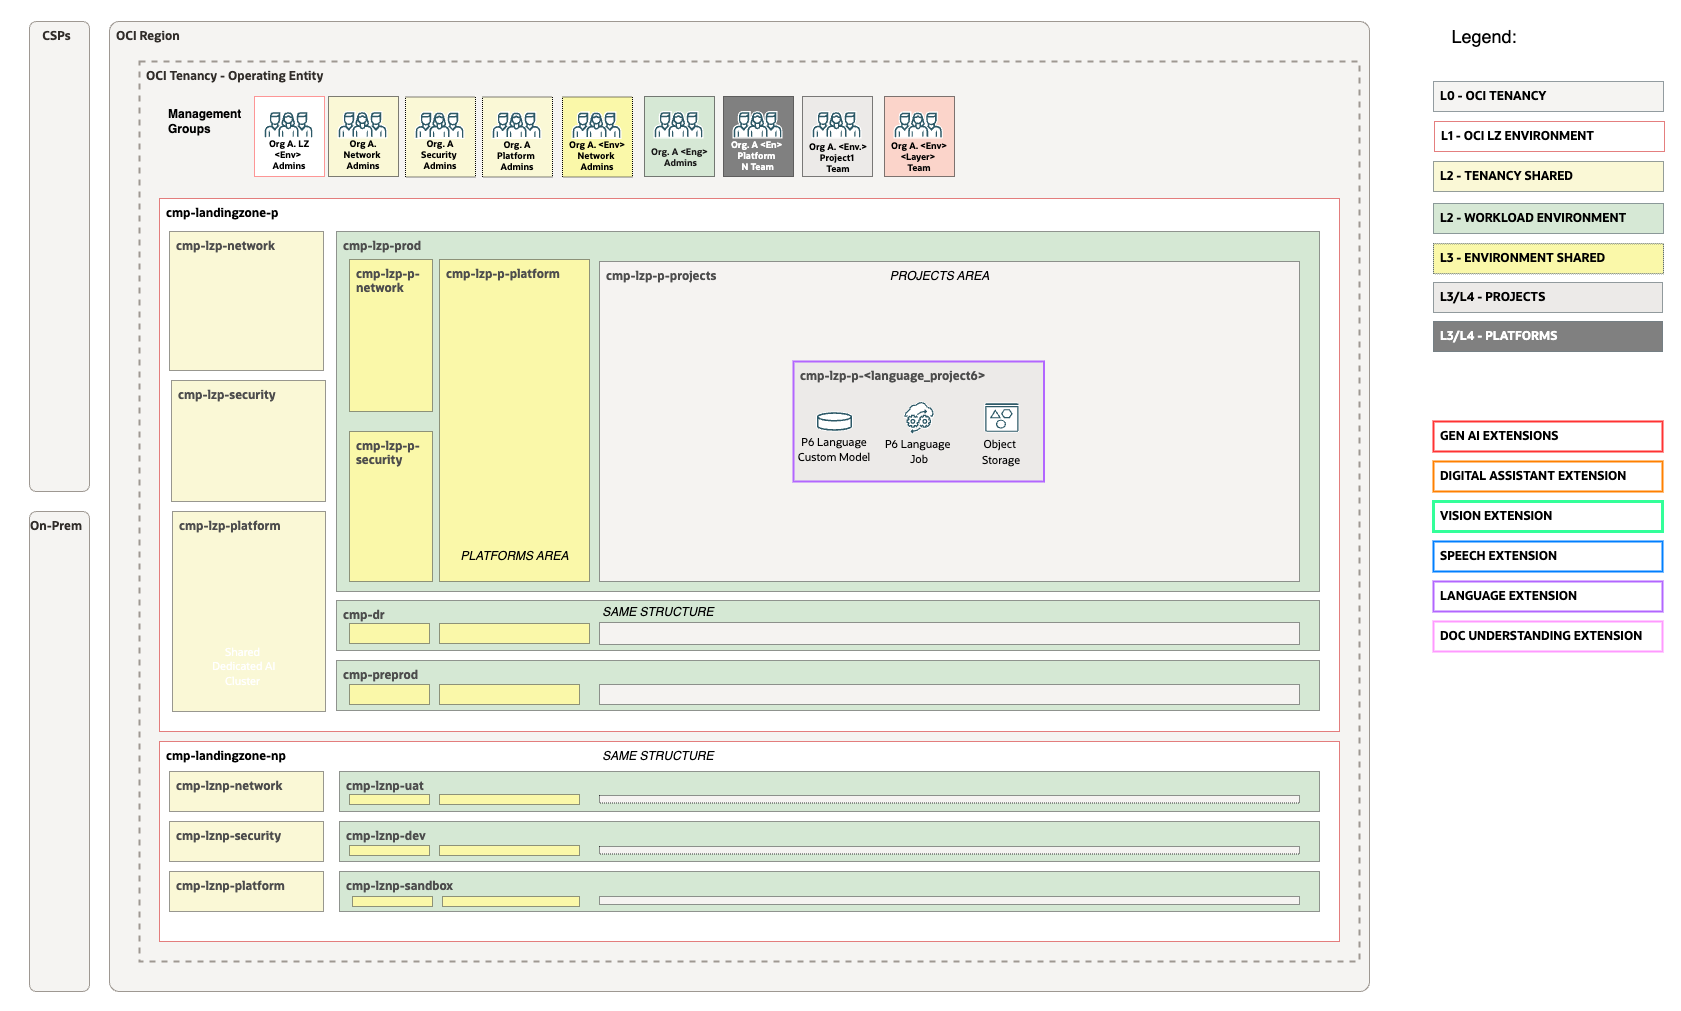 CSPs
On-Prem
OCI Region
OCI Tenancy - Operating Entity
Management
Groups
Org A. LZ
<Env>
Admins
Org A.
Network
Admins
Org. A
Security
Admins
Org. A
Platform
Admins
Org A. <Env>
Network
Admins
Org. A <Eng>
Admins
Org. A <En>
Platform
N Team
Org A. <Env.>
Project1
Team
Org A. <Env>
<Layer>
Team
cmp-landingzone-p
cmp-lzp-network
cmp-lzp-security
cmp-lzp-platform
Shared
Dedicated AI
Cluster
cmp-lzp-prod
cmp-lzp-p-
network
cmp-lzp-p-
security
cmp-lzp-p-platform
PLATFORMS AREA
cmp-lzp-p-projects
PROJECTS AREA
cmp-lzp-p-<language_project6>
P6 Language
Custom Model
P6 Language
Job
Object
Storage
cmp-dr
SAME STRUCTURE
cmp-preprod
cmp-landingzone-np
SAME STRUCTURE
cmp-lznp-network
cmp-lznp-uat
cmp-lznp-security
cmp-lznp-dev
cmp-lznp-platform
cmp-lznp-sandbox
Legend:
L0 - OCI TENANCY
L1 - OCI LZ ENVIRONMENT
L2 - TENANCY SHARED
L2 - WORKLOAD ENVIRONMENT
L3 - ENVIRONMENT SHARED
L3/L4 - PROJECTS
L3/L4 - PLATFORMS
GEN AI EXTENSIONS
DIGITAL ASSISTANT EXTENSION
VISION EXTENSION
SPEECH EXTENSION
LANGUAGE EXTENSION
DOC UNDERSTANDING EXTENSION